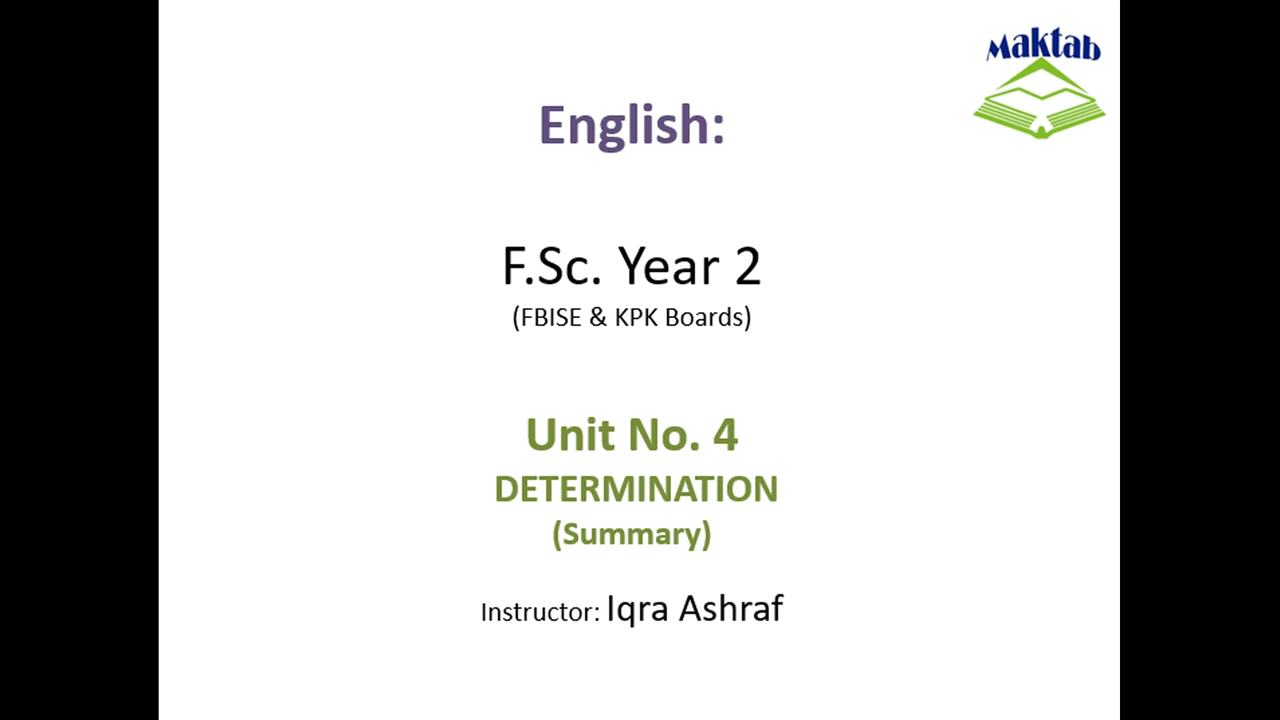 Maktab
English:
F.Sc. Year 2
(FBISE & KPK Boards)
Unit No. 4
DETERMINATION
(Summary)
Instructor: Iqra Ashraf